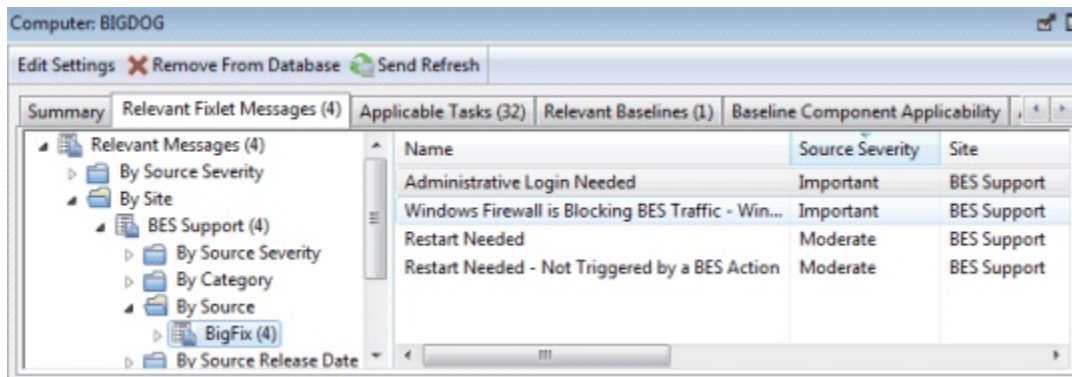 Computer: BIGDOG
Edit Settings Remove From Database Send Refresh
Summary Relevant Fixlet Messages (4) Applicable Tasks (32) Relevant Baselines (1) Baseline Component Applicability
Relevant Messages (4)
By Source Severity
By Site
BES Support (4)
By Source Severity
By Category
By Source
BigFix (4)
By Source Release Date
Name Source Severity Site
Administrative Login Needed Important BES Support
Windows Firewall is Blocking BES Traffic - Win... Important BES Support
Restart Needed Moderate BES Support
Restart Needed - Not Triggered by a BES Action Moderate BES Support